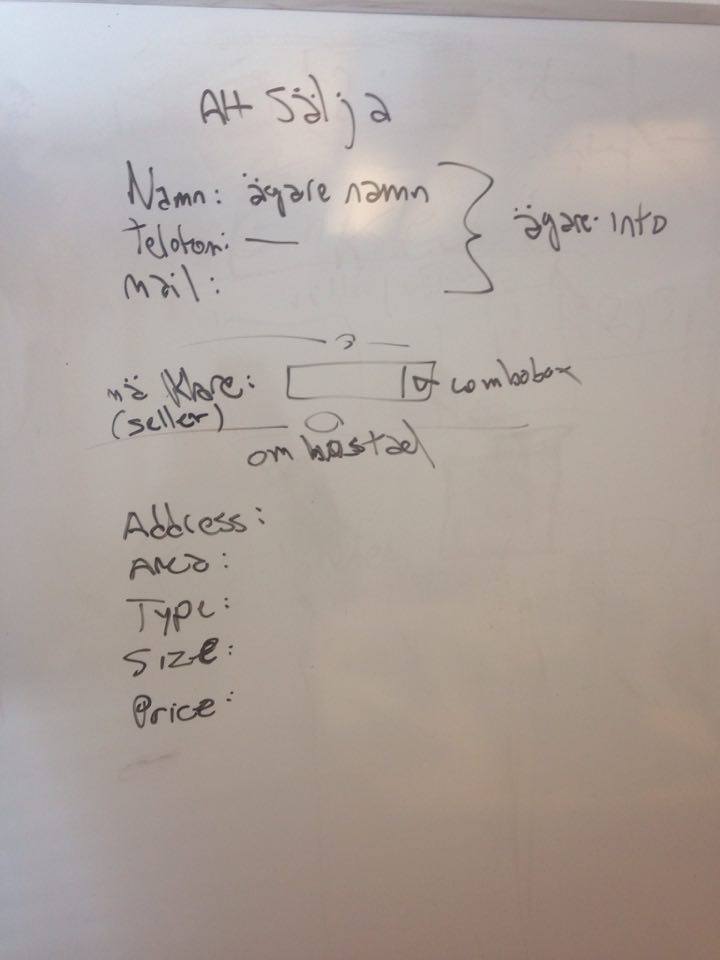 Att Sälja
Namn: ägare namn
Telefon: —
mail:
ägare info
mäklare: combobox
(seller)
om bostad
Address:
Area:
Type:
Size:
Price: